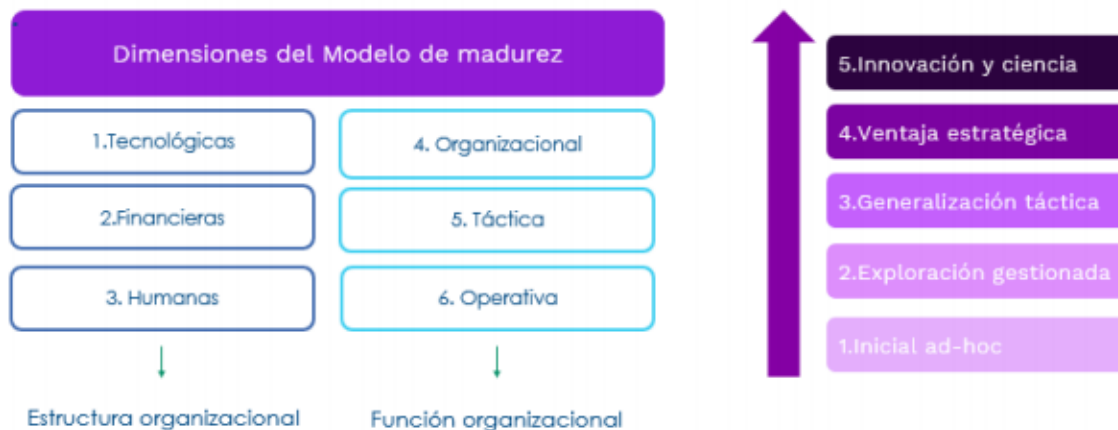 Dimensiones del Modelo de madurez
1.Tecnológicas
2.Financieras
3. Humanas
Estructura organizacional
4. Organizacional
5. Táctica
6. Operativa
Función organizacional
5.Innovación y ciencia
4.Ventaja estratégica
3.Generalización táctica
2.Exploración gestionada
1.Inicial ad-hoc